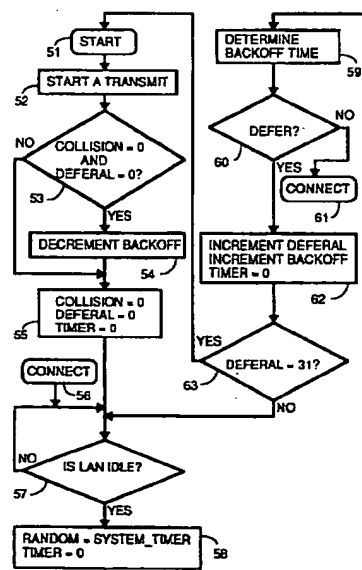 START
51
START A TRANSMIT
52
NO
COLLISION = 0
AND
DEFERAL = 0?
53
YES
DECREMENT BACKOFF
54
COLLISION = 0
DEFERAL = 0
TIMER = 0
55
CONNECT
56
NO
IS LAN IDLE?
57
YES
RANDOM = SYSTEM_TIMER
TIMER = 0
58
DETERMINE
BACKOFF TIME
59
NO
DEFER?
60
YES
CONNECT
61
INCREMENT DEFERAL
INCREMENT BACKOFF
TIMER = 0
62
YES
DEFERAL = 31?
63
NO